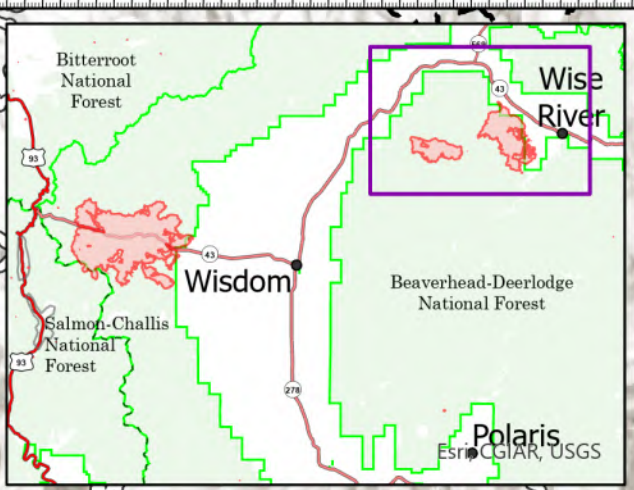 Bitterroot
National
Forest
569
43
Wise
River
93
43
Wisdom
Beaverhead-Deerlodge
National Forest
Salmon-Challis
National
Forest
93
278
Polaris
Esri, CGIAR, USGS